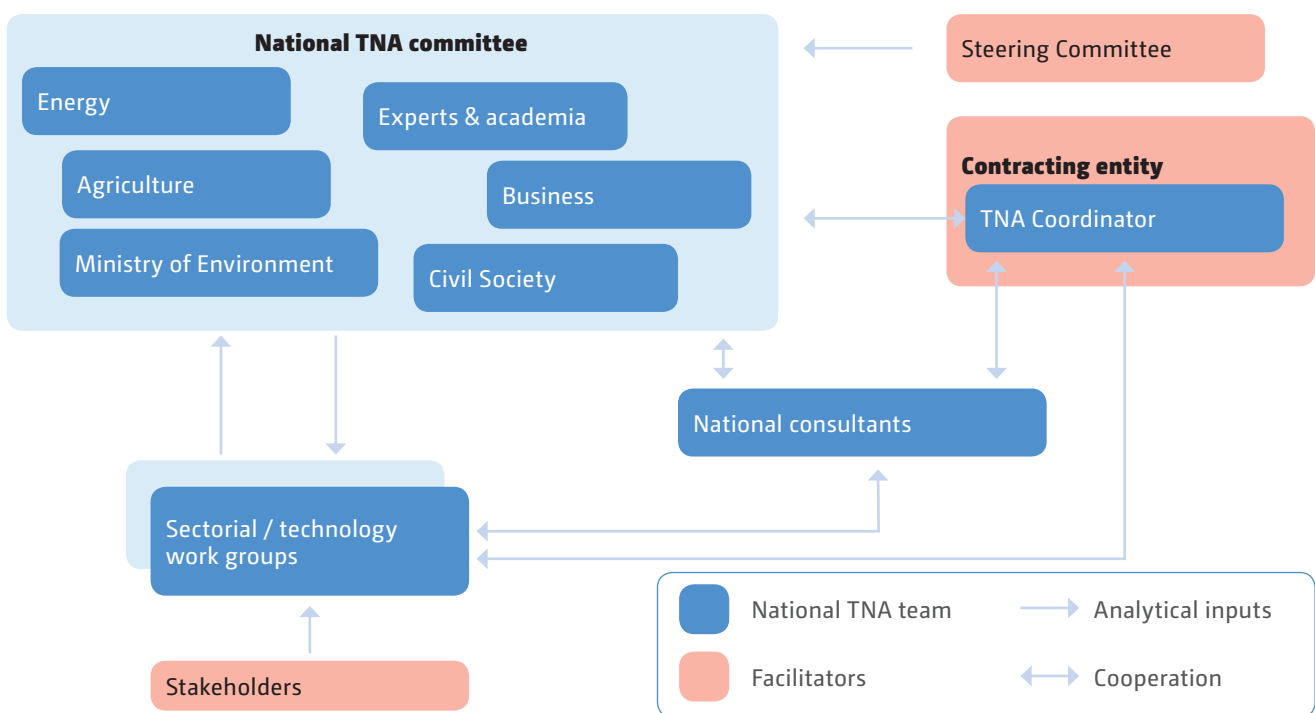 National TNA committee
Energy
Experts & academia
Agriculture
Business
Ministry of Environment
Civil Society
Steering Committee
Contracting entity
TNA Coordinator
National consultants
Sectorial / technology
work groups
Stakeholders
National TNA team
Analytical inputs
Facilitators
Cooperation